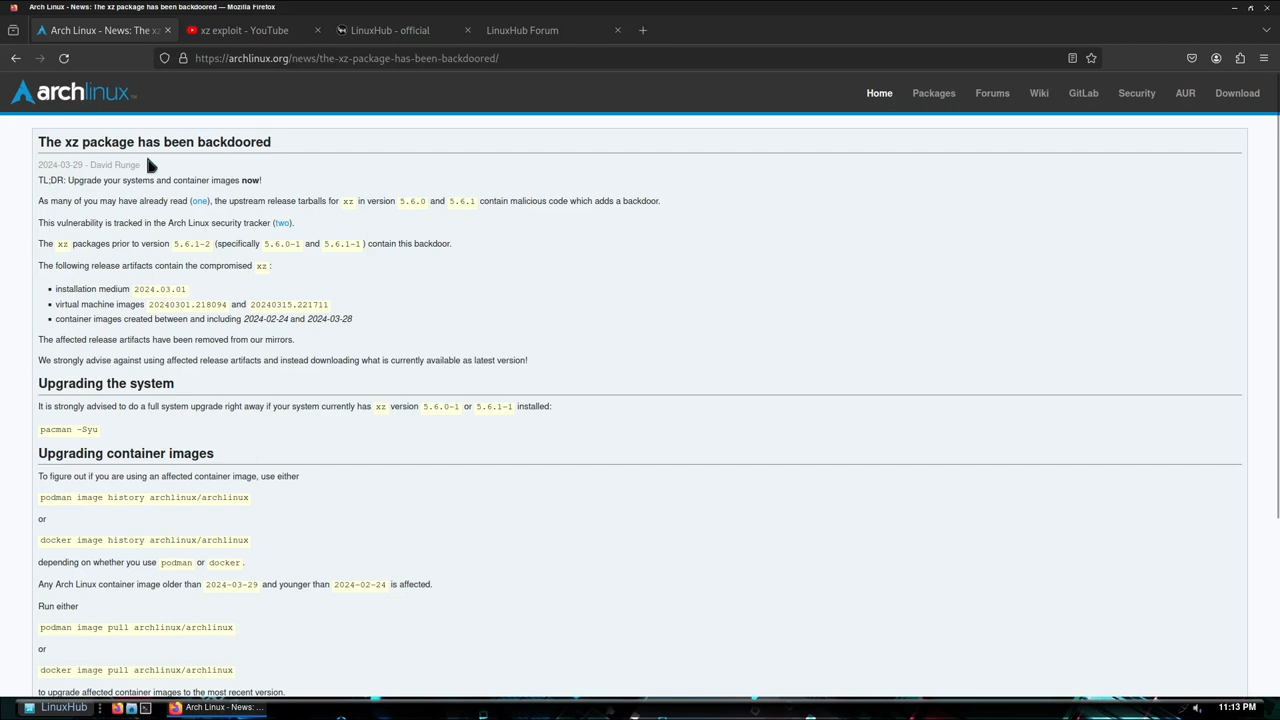 Arch Linux - News: The xz package has been backdoored — Mozilla Firefox
Arch Linux - News: The xz
xz exploit - YouTube
LinuxHub - official
LinuxHub Forum
https://archlinux.org/news/the-xz-package-has-been-backdoored/
archlinux
Home Packages Forums Wiki GitLab Security AUR Download
The xz package has been backdoored
2024-03-29 - David Runge
TL;DR: Upgrade your systems and container images now!
As many of you may have already read (one), the upstream release tarballs for xz in version 5.6.0 and 5.6.1 contain malicious code which adds a backdoor.
This vulnerability is tracked in the Arch Linux security tracker (two).
The xz packages prior to version 5.6.1-2 (specifically 5.6.0-1 and 5.6.1-1) contain this backdoor.
The following release artifacts contain the compromised xz:
installation medium 2024.03.01
virtual machine images 20240301.218094 and 20240315.221711
container images created between and including 2024-02-24 and 2024-03-28
The affected release artifacts have been removed from our mirrors.
We strongly advise against using affected release artifacts and instead downloading what is currently available as latest version!
Upgrading the system
It is strongly advised to do a full system upgrade right away if your system currently has xz version 5.6.0-1 or 5.6.1-1 installed:
pacman -Syu
Upgrading container images
To figure out if you are using an affected container image, use either
podman image history archlinux/archlinux
or
docker image history archlinux/archlinux
depending on whether you use podman or docker.
Any Arch Linux container image older than 2024-03-29 and younger than 2024-02-24 is affected.
Run either
podman image pull archlinux/archlinux
or
docker image pull archlinux/archlinux
to upgrade affected container images to the most recent version.
LinuxHub
Arch Linux - News: ...
11:13 PM